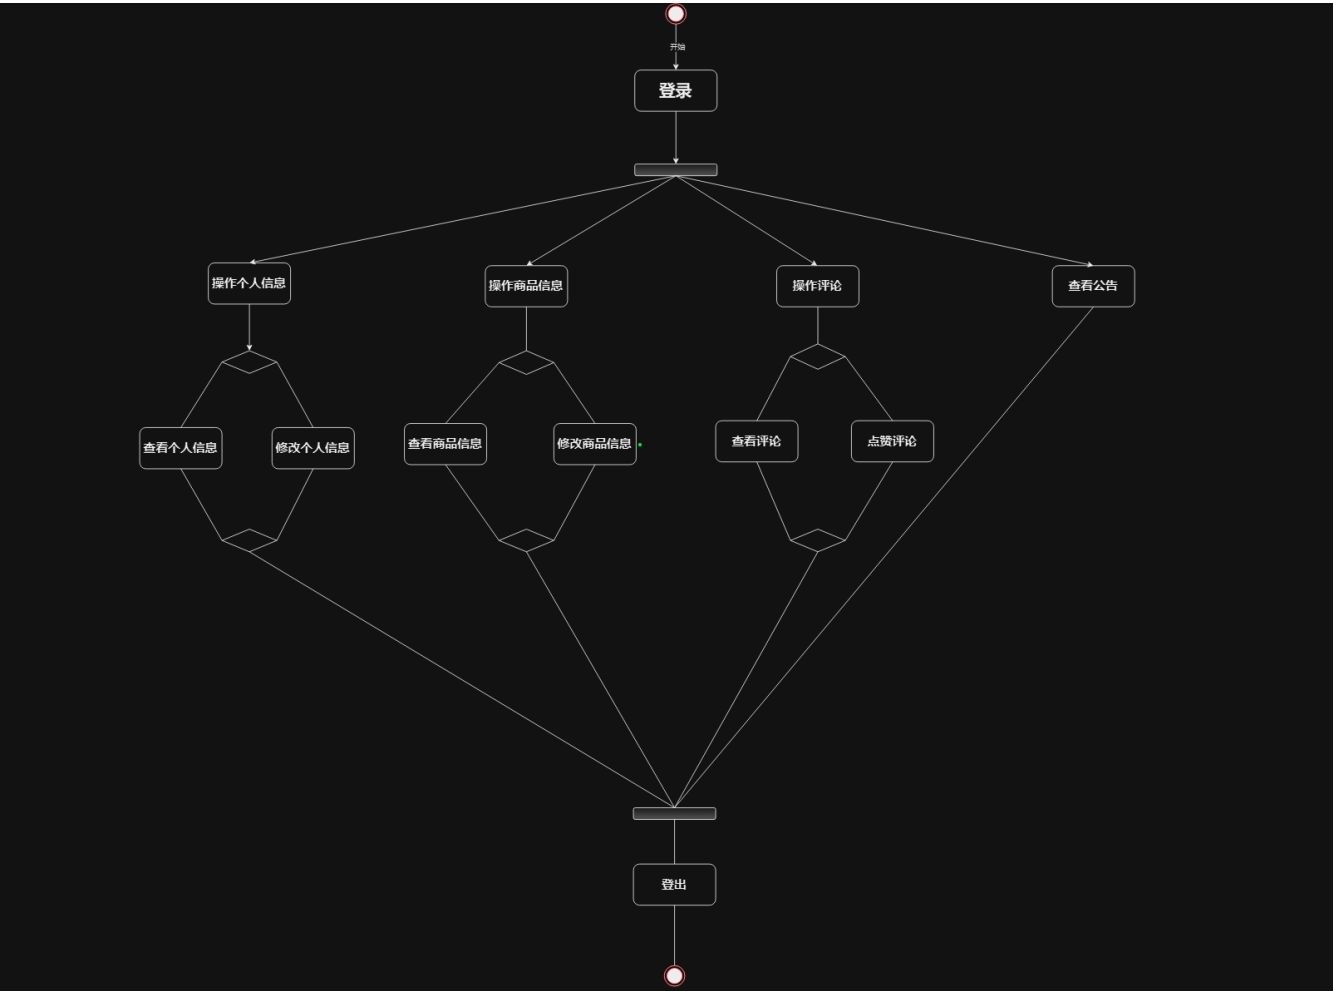 开始
登录
操作个人信息
操作商品信息
操作评论
查看公告
查看个人信息
修改个人信息
查看商品信息
修改商品信息
查看评论
点赞评论
登出